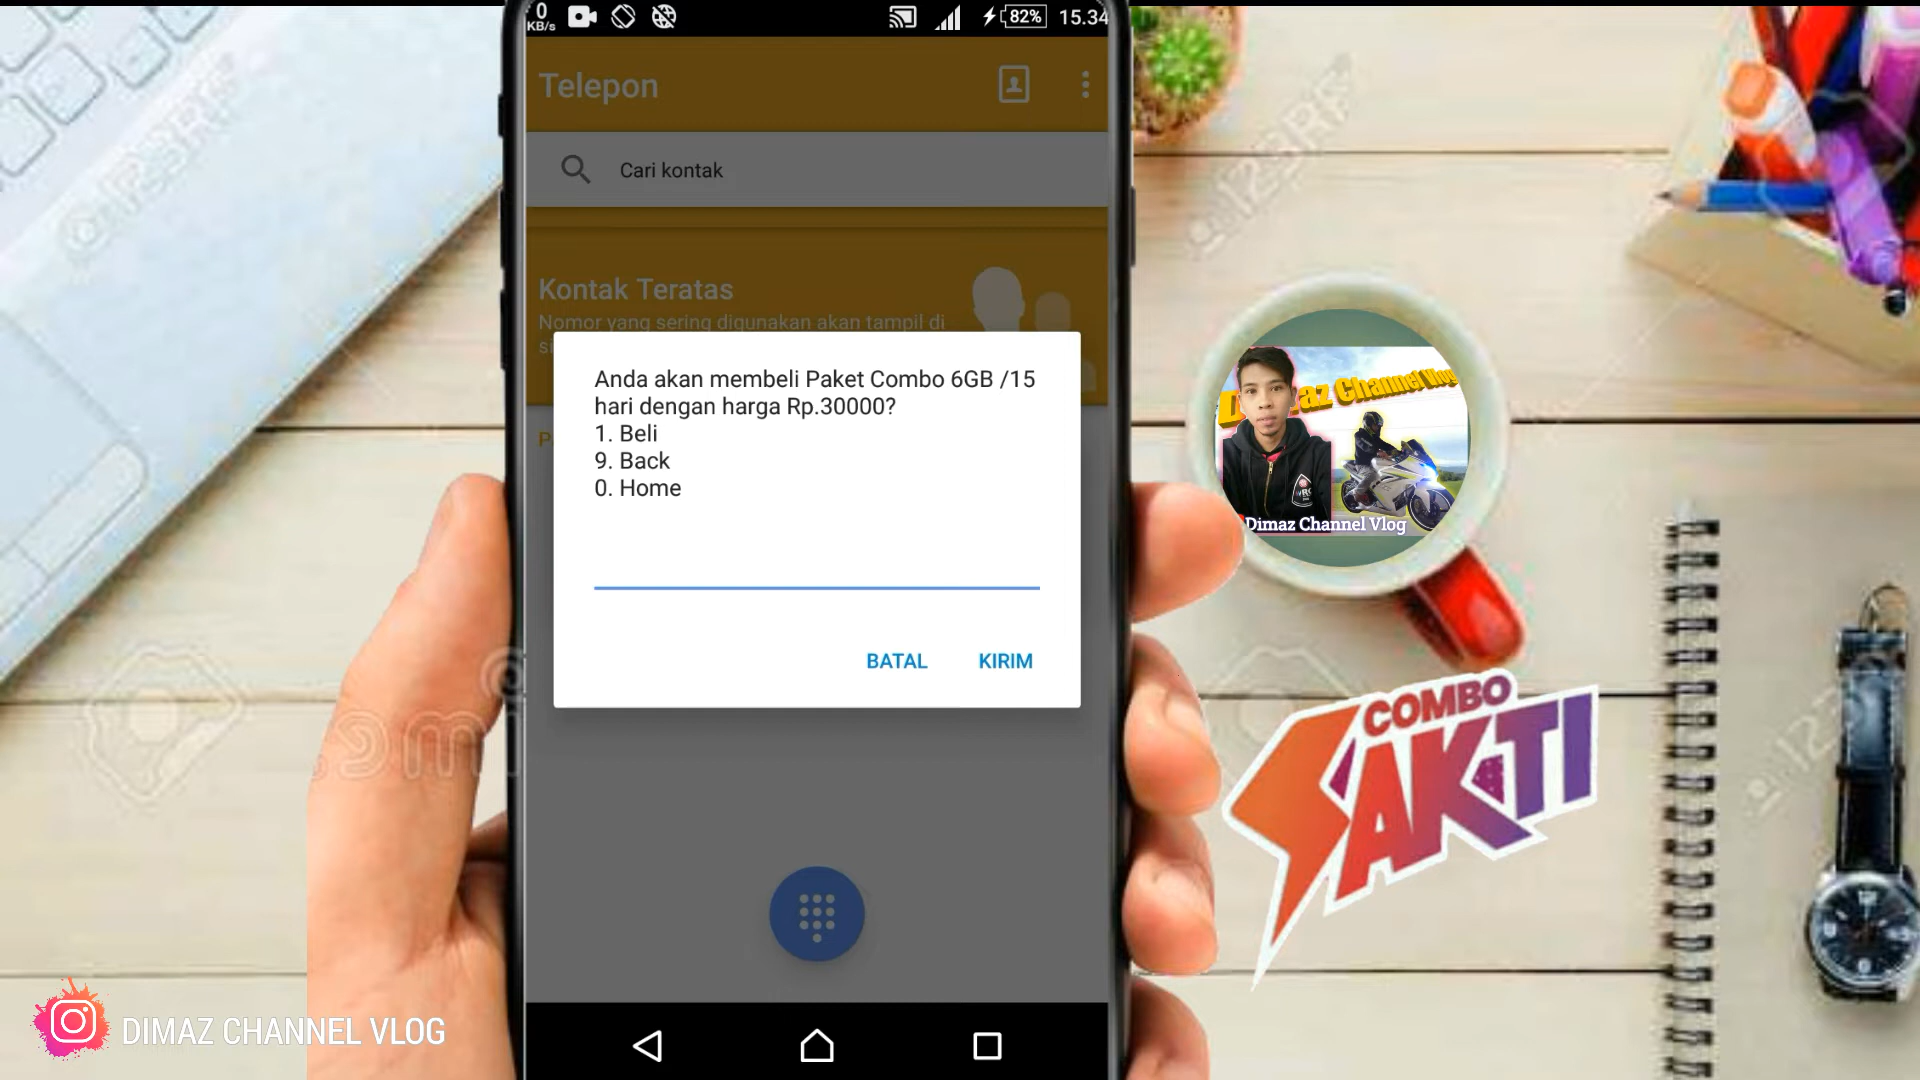 0
KB/s
82%
15.34
Telepon
Cari kontak
Kontak Teratas
Nomor yang sering digunakan akan tampil di
Anda akan membeli Paket Combo 6GB /15
hari dengan harga Rp.30000?
1. Beli
9. Back
0. Home
BATAL
KIRIM
Dimaz Channel Vlog
Dimaz Channel Vlog
COMBO
SAKTI
DIMAZ CHANNEL VLOG
123RF